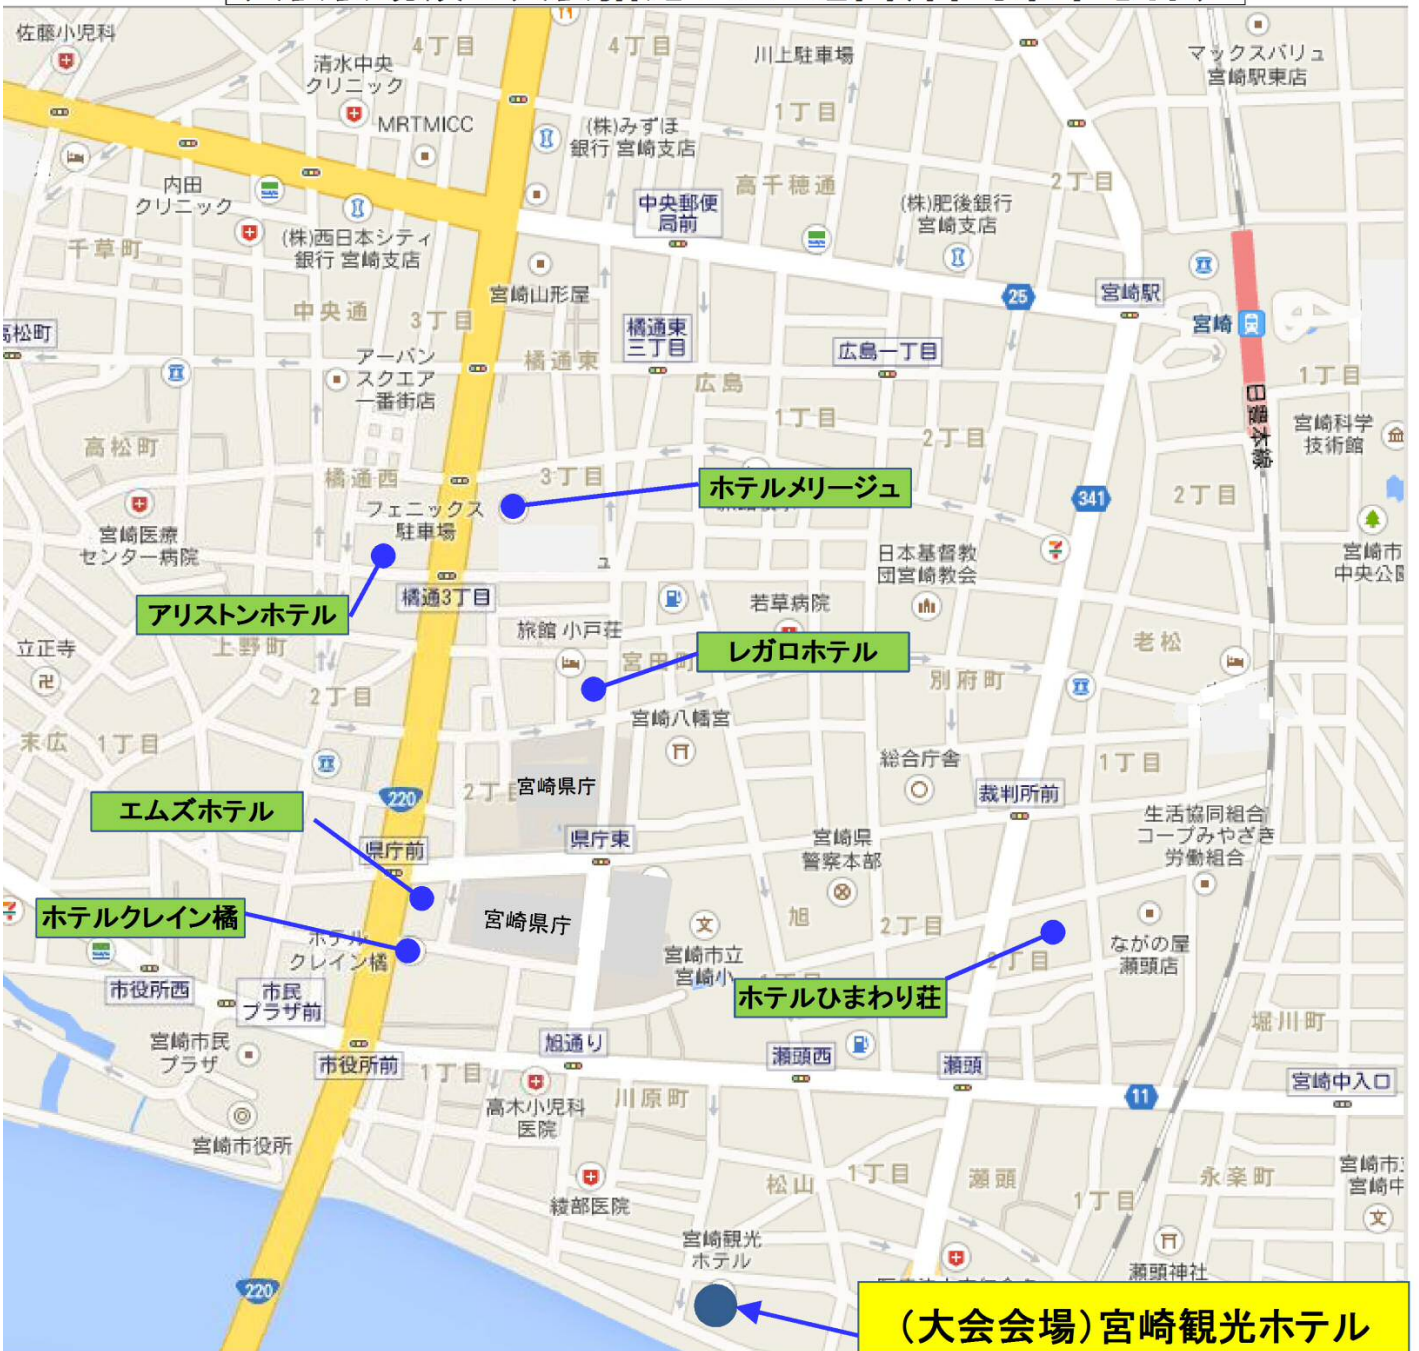 佐藤小児科
4丁目
清水中央
クリニック
MRTMICC
4丁目
(株)みずほ
銀行 宮崎支店
川上駐車場
1丁目
マックスバリュ
宮崎駅東店
内田
クリニック
千草町
(株)西日本シティ
銀行 宮崎支店
中央郵便
局前
高千穂通
(株)肥後銀行
宮崎支店
2丁目
高松町
中央通
3丁目
宮崎山形屋
橘通東
三丁目
25
宮崎駅
宮崎
アーバン
スクエア
一番街店
橘通東
広島
広島一丁目
1丁目
日豊本線
1丁目
宮崎科学
技術館
高松町
橘通西
3丁目
2丁目
ホテルメリージュ
341
2丁目
フェニックス
駐車場
ュ
宮崎医療
センター病院
日本基督教
団宮崎教会
宮崎市
中央公園
アリストンホテル
橘通3丁目
若草病院
立正寺
上野町
旅館 小戸荘
宮田町
レガロホテル
別府町
老松
2丁目
宮崎八幡宮
末広
1丁目
総合庁舎
1丁目
エムズホテル
220
2丁目
宮崎県庁
裁判所前
生活協同組合
コープみやざき
労働組合
県庁前
県庁東
宮崎県
警察本部
ホテルクレイン橘
宮崎県庁
旭
2丁目
ホテル
クレイン橘
宮崎市立
宮崎小
1丁目
2丁目
ながの屋
瀬頭店
市役所西
市民
プラザ前
ホテルひまわり荘
堀川町
宮崎市民
プラザ
市役所前
1丁目
旭通り
瀬頭西
瀬頭
宮崎中入口
高木小児科
医院
川原町
11
宮崎市役所
綾部医院
松山
1丁目
瀬頭
1丁目
永楽町
宮崎市立
宮崎中
宮崎観光
ホテル
瀬頭神社
220
(大会会場)宮崎観光ホテル